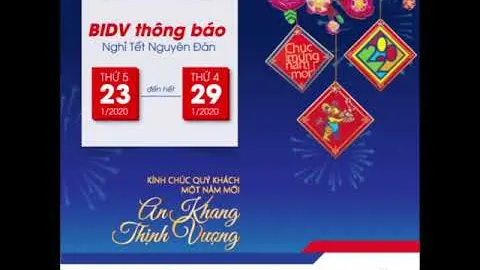 BIDV thông báo
Nghỉ Tết Nguyên Đán
THỨ 5
23
1/2020
đến hết
THỨ 4
29
1/2020
Chúc
mừng
năm
mới
2020
KÍNH CHÚC QUÝ KHÁCH
MỘT NĂM MỚI
An Khang
Thịnh Vượng